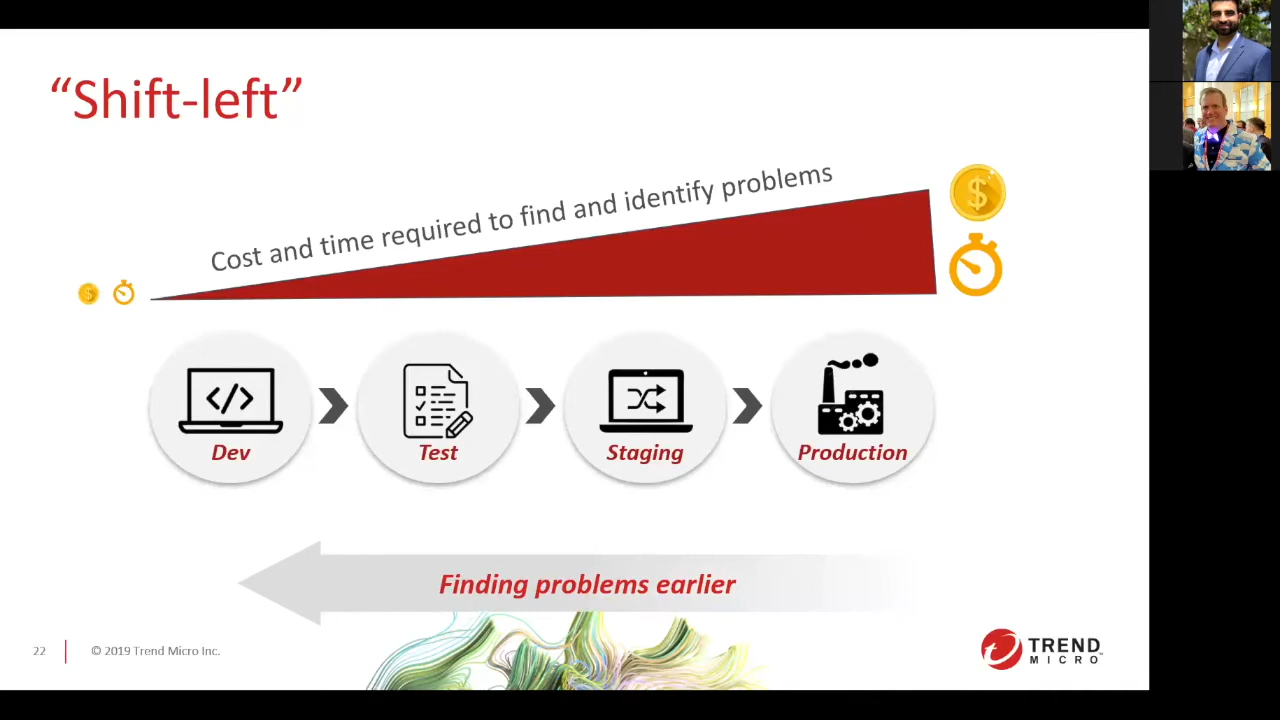 “Shift-left”
Cost and time required to find and identify problems
Dev
Test
Staging
Production
Finding problems earlier
22
© 2019 Trend Micro Inc.
TREND
MICRO™